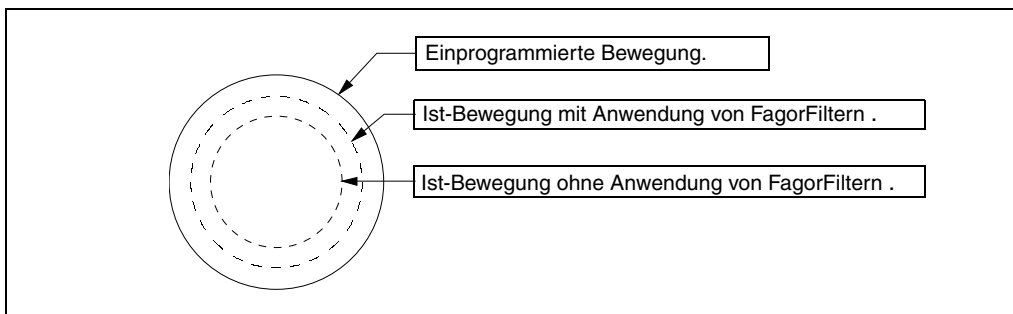 Einprogrammierte Bewegung.
Ist-Bewegung mit Anwendung von FagorFiltern .
Ist-Bewegung ohne Anwendung von FagorFiltern .